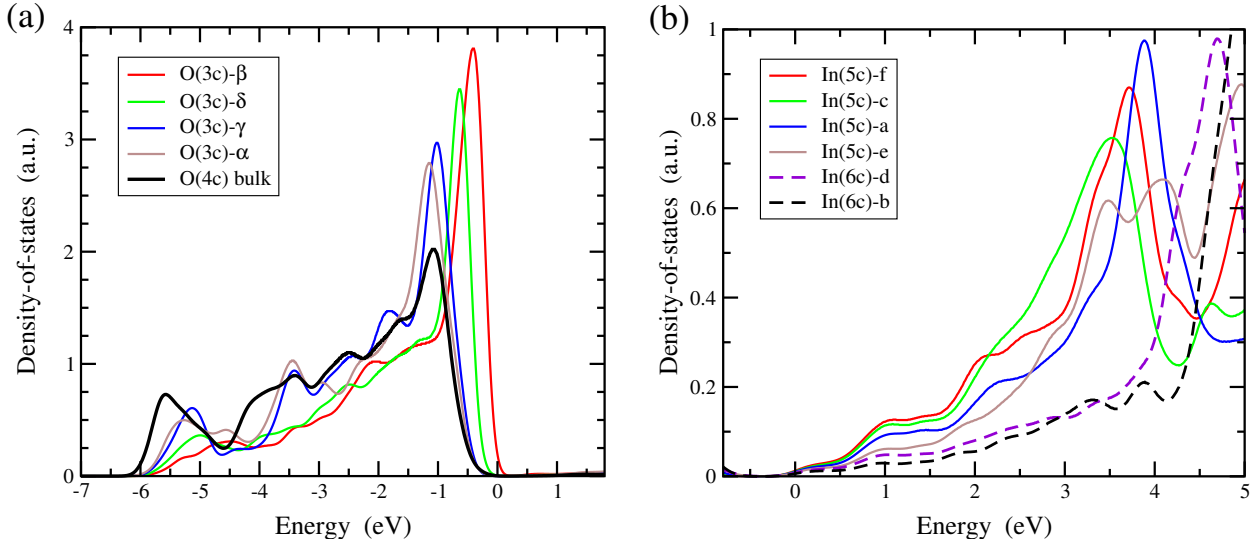 (a)
Density-of-states (a.u.)
4
3
2
1
0
O(3c)-β
O(3c)-δ
O(3c)-γ
O(3c)-α
O(4c) bulk
-7 -6 -5 -4 -3 -2 -1 0 1
Energy (eV)
(b)
Density-of-states (a.u.)
1
0.8
0.6
0.4
0.2
0
In(5c)-f
In(5c)-c
In(5c)-a
In(5c)-e
In(6c)-d
In(6c)-b
0 1 2 3 4 5
Energy (eV)